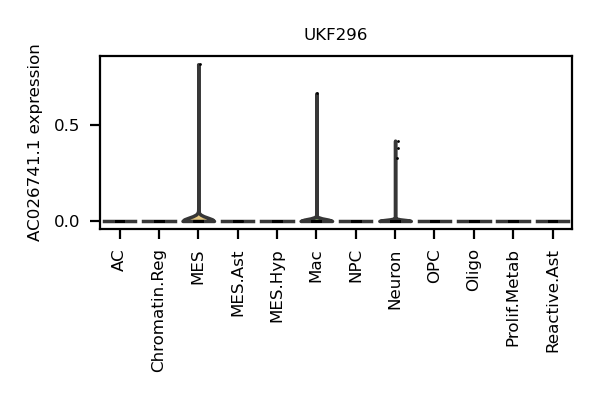 UKF296
AC026741.1 expression
0.5
0.0
AC
Chromatin.Reg
MES
MES.Ast
MES.Hyp
Mac
NPC
Neuron
OPC
Oligo
Prolif.Metab
Reactive.Ast